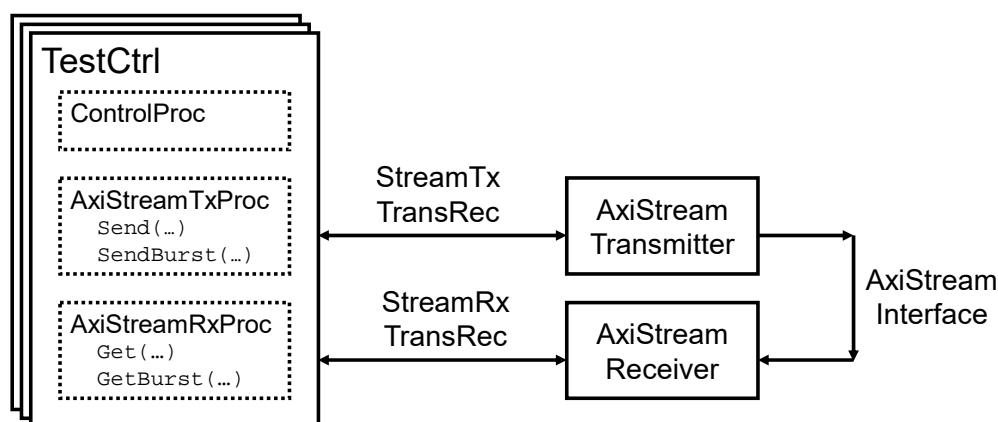 TestCtrl
ControlProc
AxiStreamTxProc
Send(…)
SendBurst(…)
AxiStreamRxProc
Get(…)
GetBurst(…)
StreamTx
TransRec
StreamRx
TransRec
AxiStream
Transmitter
AxiStream
Receiver
AxiStream
Interface